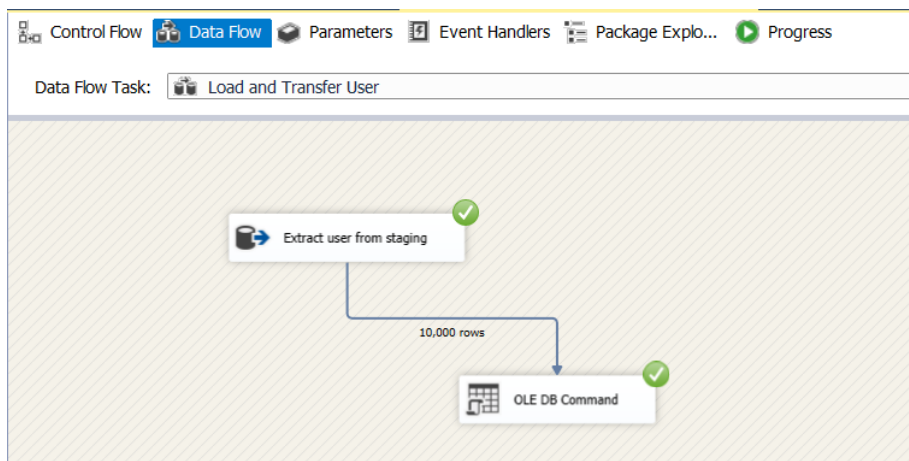 Control Flow Data Flow Parameters Event Handlers Package Explo... Progress
Data Flow Task: Load and Transfer User
Extract user from staging
10,000 rows
OLE DB Command